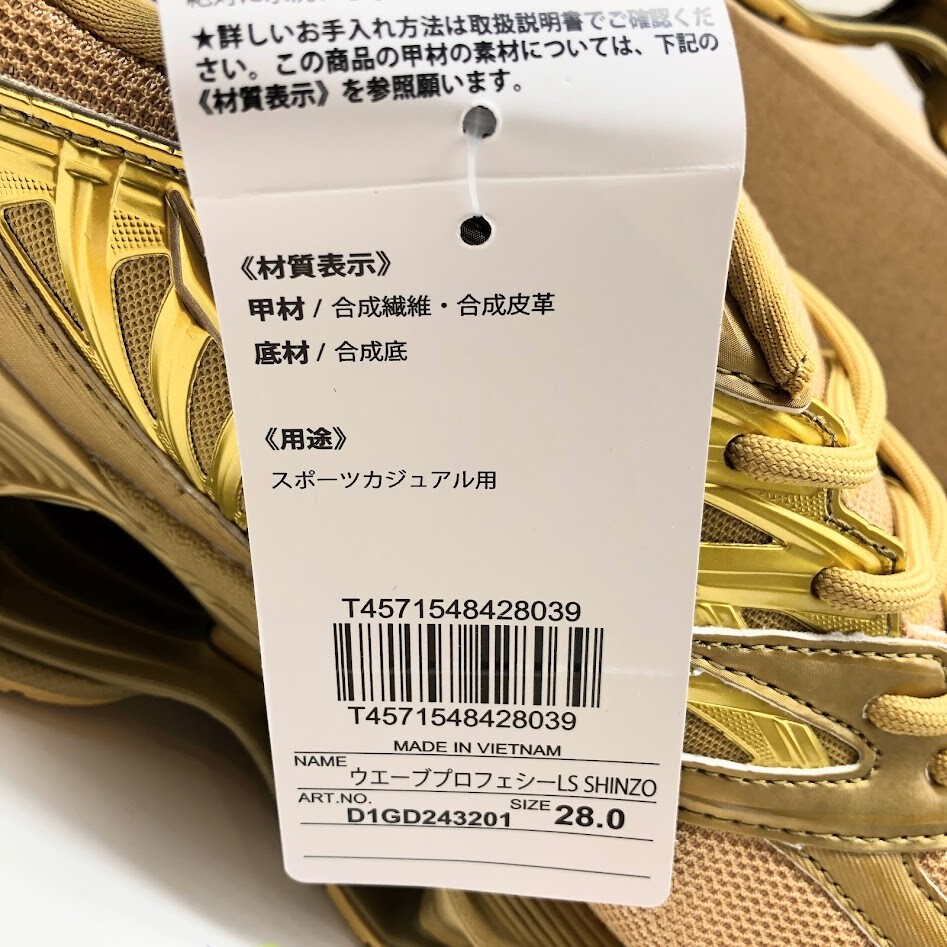 ★詳しいお手入れ方法は取扱説明書でご確認くだ
さい。この商品の甲材の素材については、下記の
《材質表示》を参照願います。
《材質表示》
甲材 / 合成繊維・合成皮革
底材 / 合成底
《用途》
スポーツカジュアル用
T4571548428039
T4571548428039
MADE IN VIETNAM
NAME ウエーブプロフェシーLS SHINZO
ART.NO. D1GD243201 SIZE 28.0